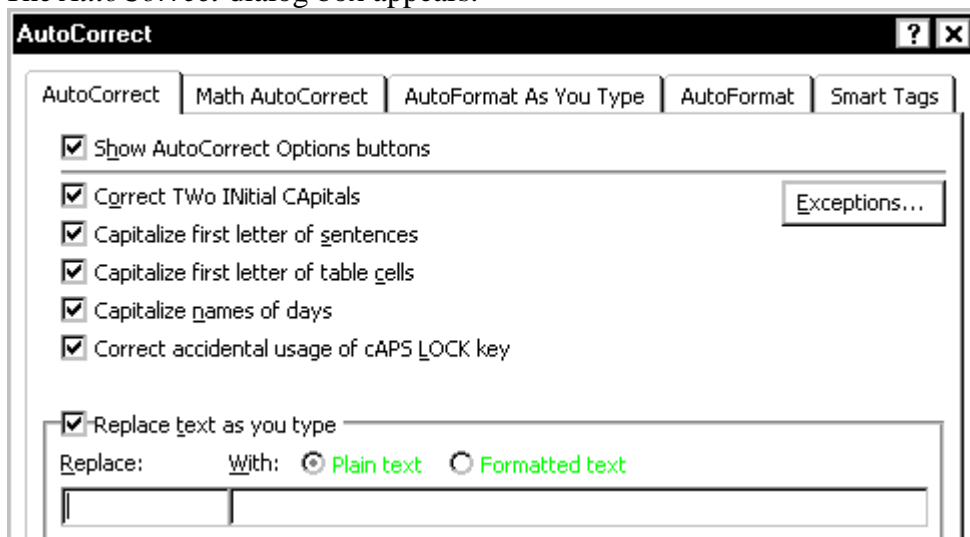 The AutoCorrect dialog box appears.
AutoCorrect ? X
AutoCorrect Math AutoCorrect AutoFormat As You Type AutoFormat Smart Tags
Show AutoCorrect Options buttons
Correct TWo INitial CApitals
Exceptions...
Capitalize first letter of sentences
Capitalize first letter of table cells
Capitalize names of days
Correct accidental usage of cAPS LOCK key
Replace text as you type
Replace: With: Plain text Formatted text